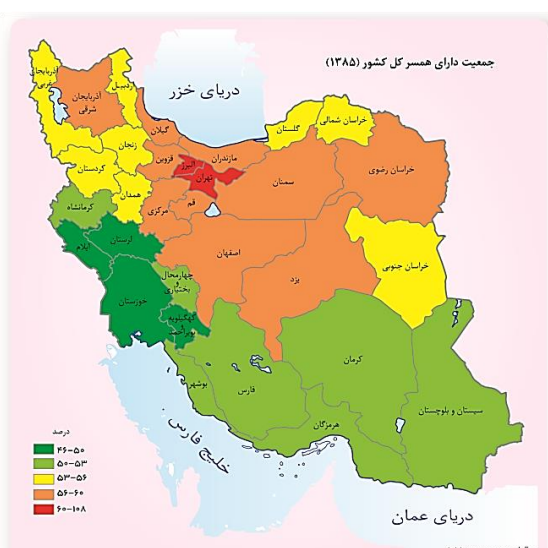 جمعیت دارای همسر کل کشور (۱۳۸۵)
دریای خزر
آذربایجان
غربی
آذربایجان
شرقی
اردبیل
گیلان
زنجان
کردستان
همدان
کرمانشاه
ایلام
لرستان
خوزستان
چهارمحال
و
بختیاری
کهگیلویه
و
بویراحمد
قزوین
البرز
تهران
مازندران
گلستان
خراسان شمالی
خراسان رضوی
سمنان
قم
مرکزی
اصفهان
یزد
خراسان جنوبی
کرمان
فارس
بوشهر
هرمزگان
سیستان و بلوچستان
خلیج فارس
دریای عمان
درصد
۴۶-۵۰
۵۰-۵۳
۵۳-۵۶
۵۶-۶۰
۶۰-۱۰۸